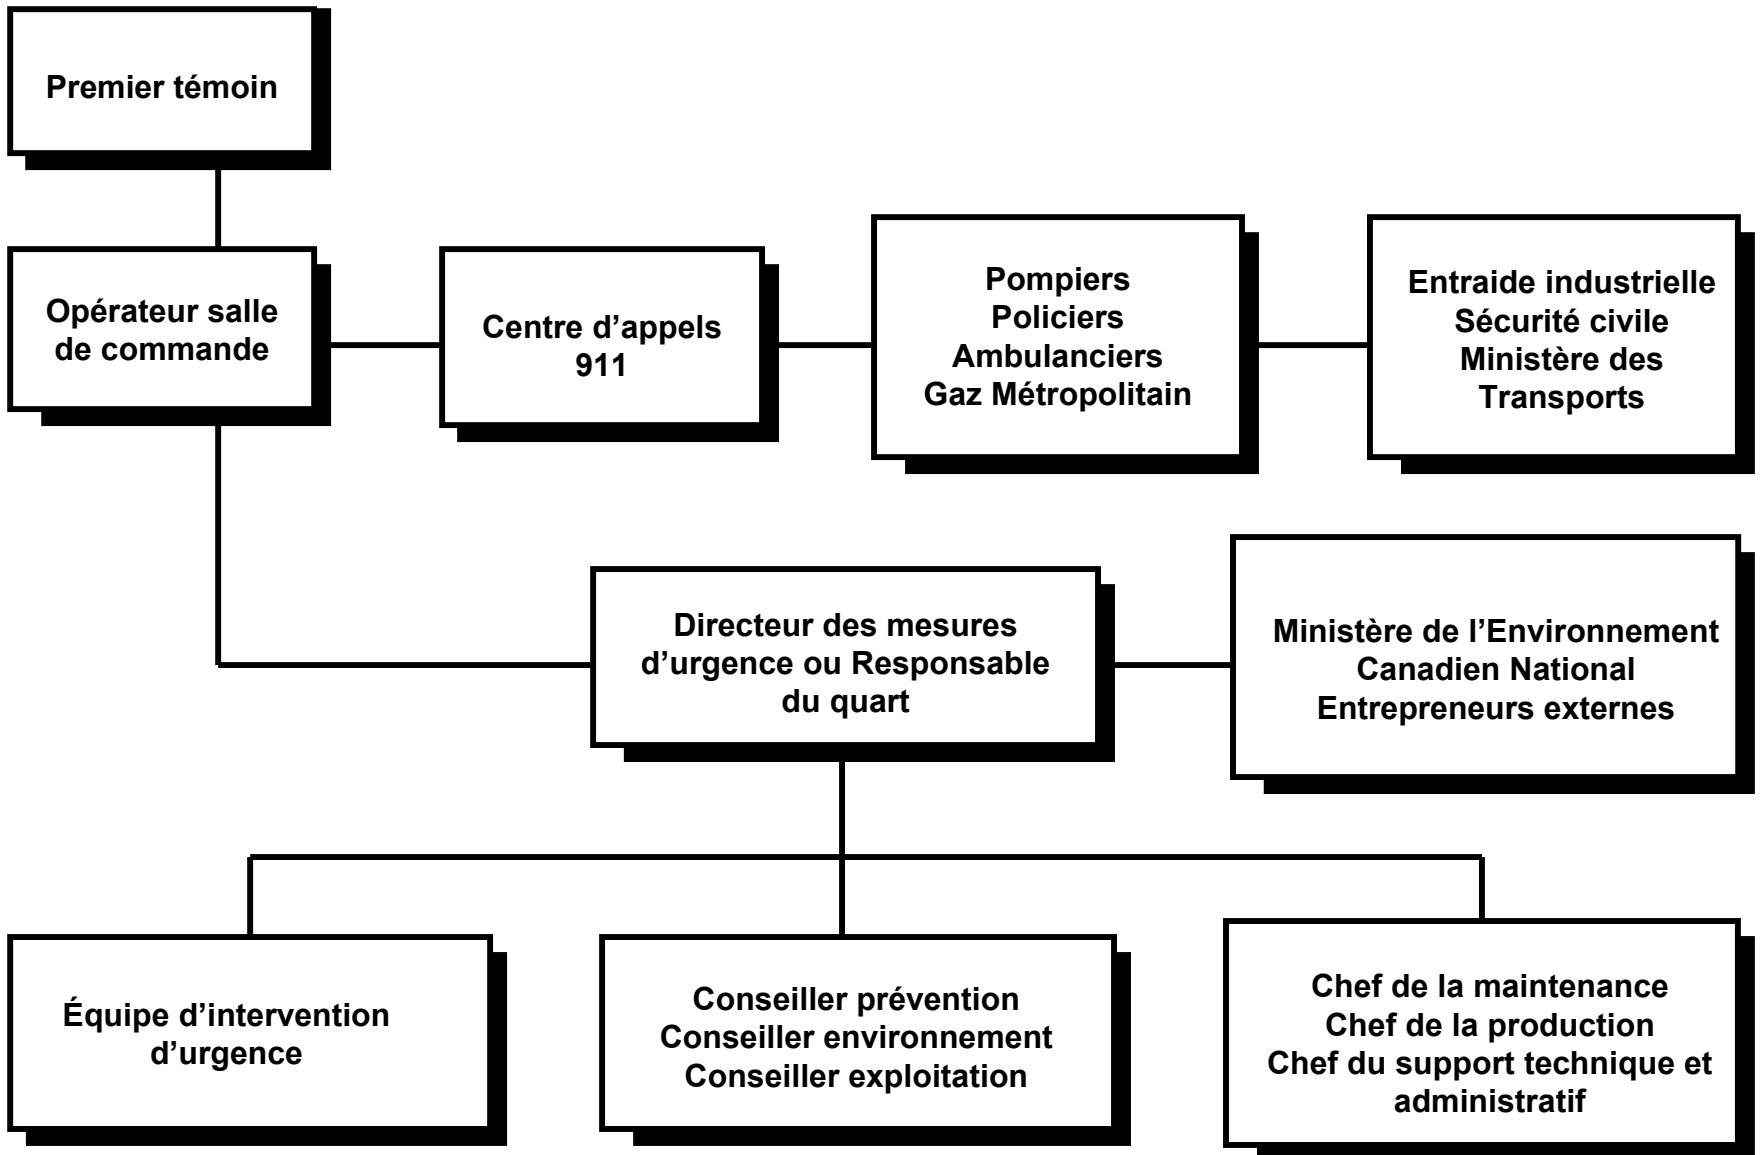 Premier témoin
Opérateur salle
de commande
Centre d’appels
911
Pompiers
Policiers
Ambulanciers
Gaz Métropolitain
Entraide industrielle
Sécurité civile
Ministère des
Transports
Directeur des mesures
d’urgence ou Responsable
du quart
Ministère de l’Environnement
Canadien National
Entrepreneurs externes
Équipe d’intervention
d’urgence
Conseiller prévention
Conseiller environnement
Conseiller exploitation
Chef de la maintenance
Chef de la production
Chef du support technique et
administratif